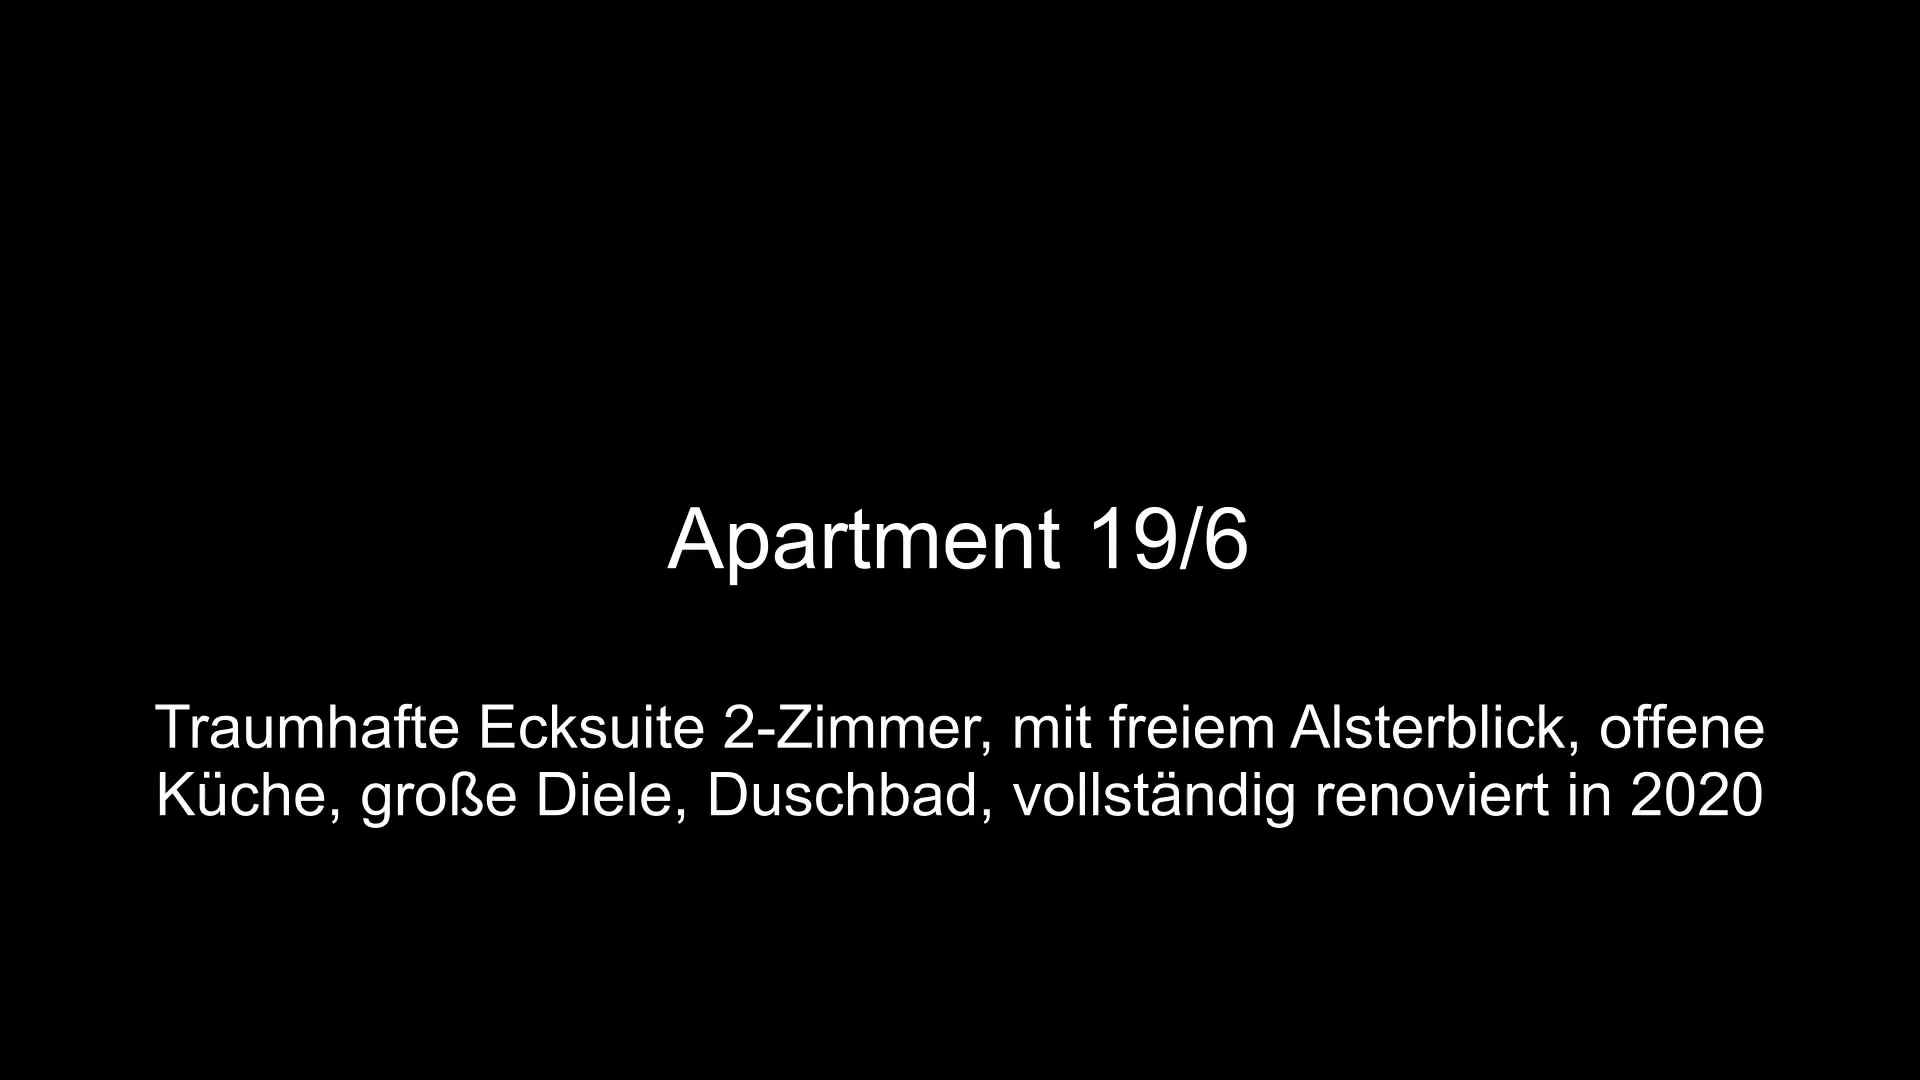 Apartment 19/6
Traumhafte Ecksuite 2-Zimmer, mit freiem Alsterblick, offene
Küche, große Diele, Duschbad, vollständig renoviert in 2020